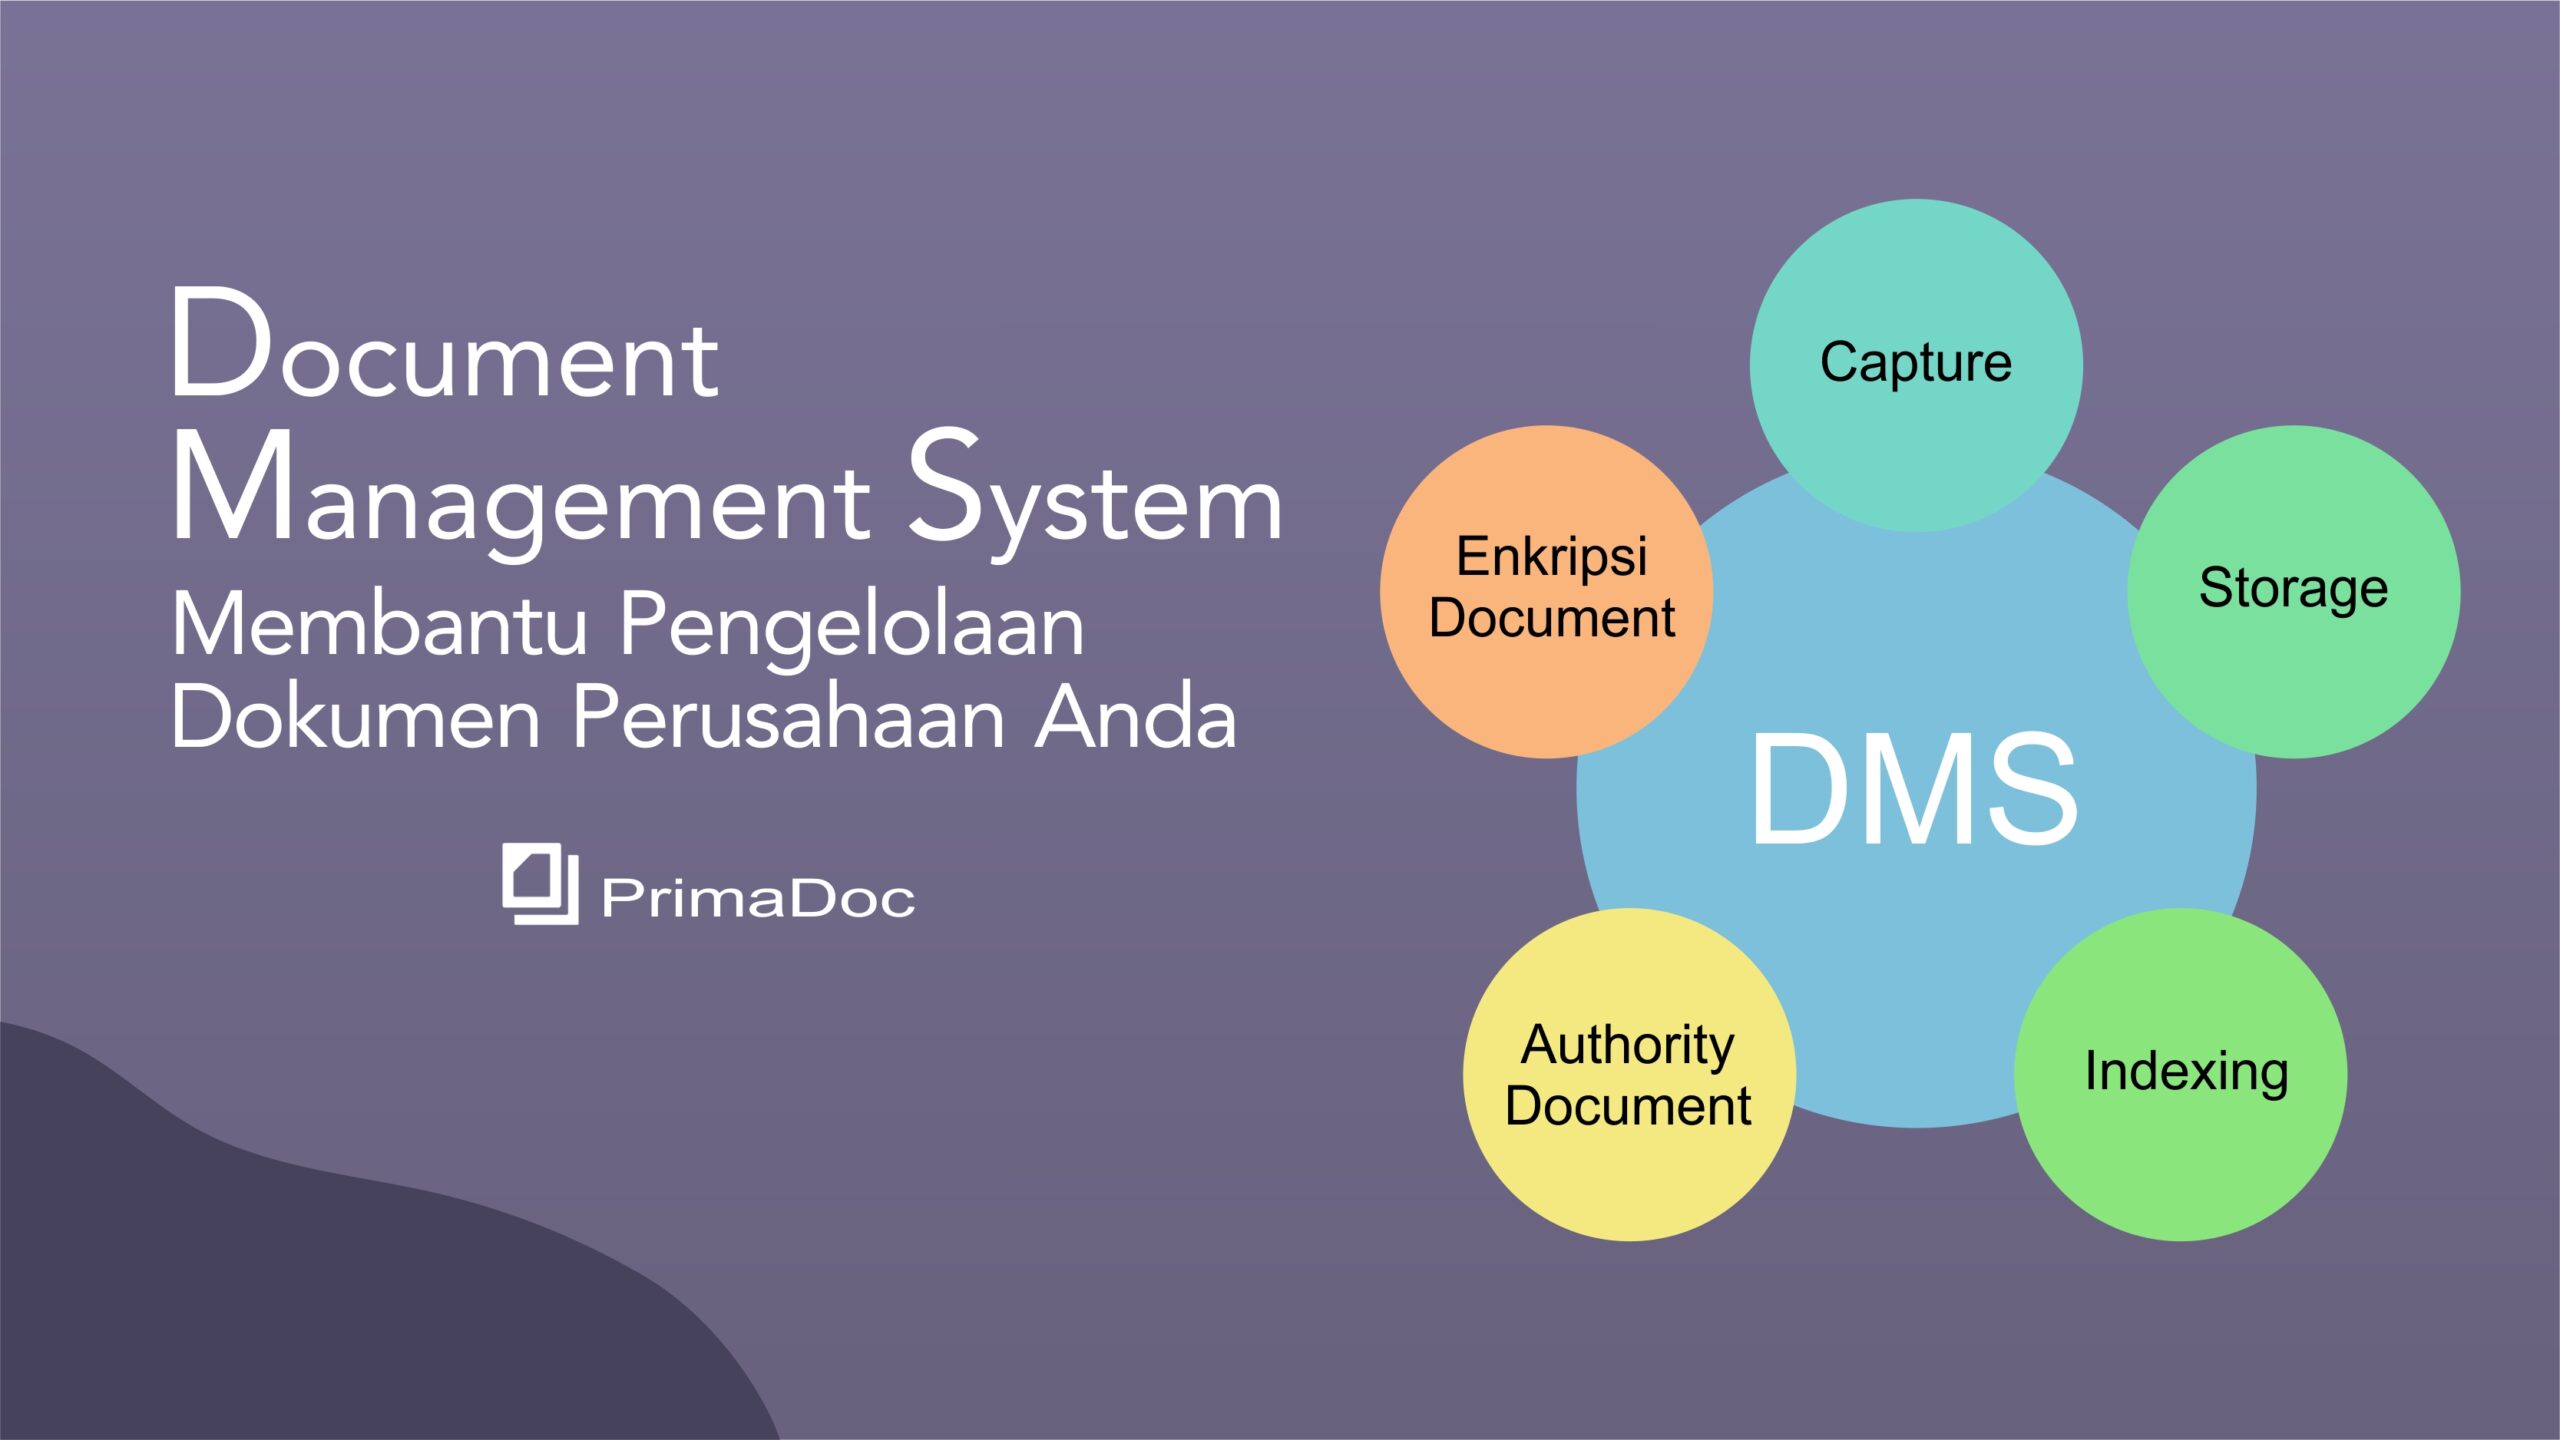 Document
Management System
Membantu Pengelolaan
Dokumen Perusahaan Anda
PrimaDoc
Capture
Enkripsi
Document
Storage
DMS
Authority
Document
Indexing